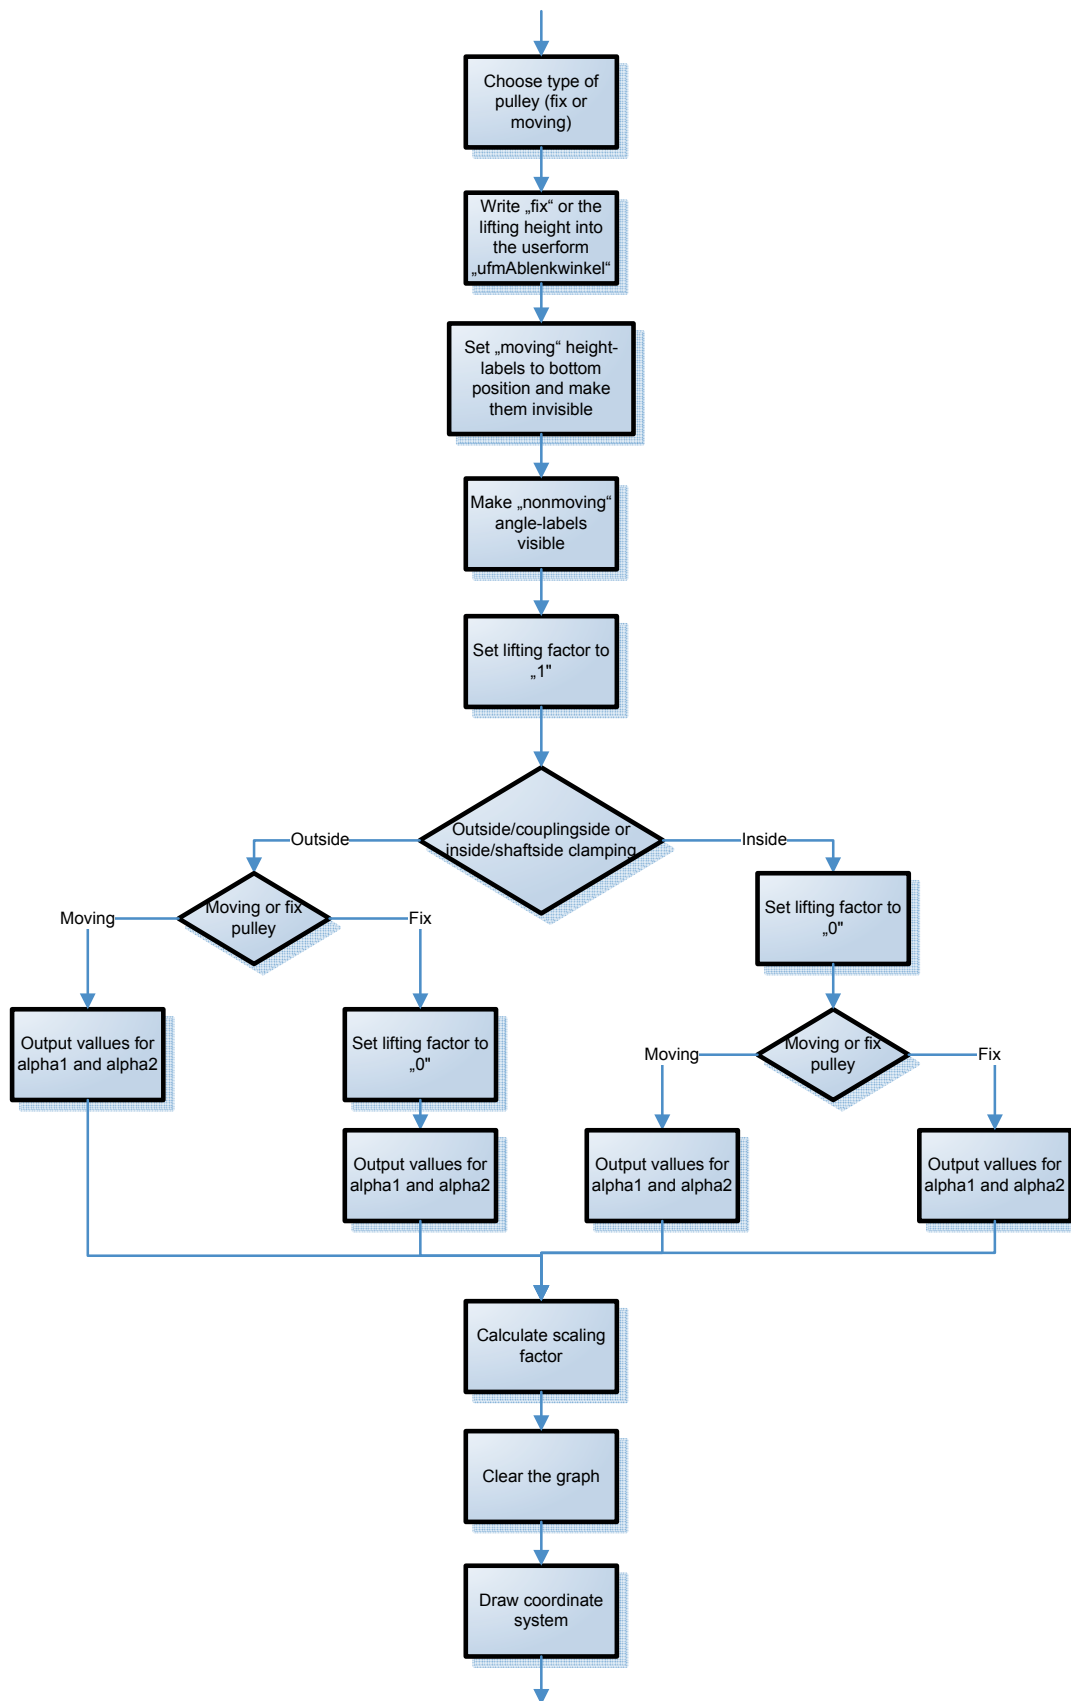 Choose type of
pulley (fix or
moving)
Write „fix“ or the
lifting height into
the userform
„ufmAblenkwinkel“
Set „moving“ height-
labels to bottom
position and make
them invisible
Make „nonmoving“
angle-labels
visible
Set lifting factor to
„1"
Outside/couplingside or
inside/shaftside clamping
Outside
Inside
Moving or fix
pulley
Moving
Fix
Set lifting factor to
„0"
Output vallues for
alpha1 and alpha2
Set lifting factor to
„0"
Moving or fix
pulley
Moving
Fix
Output vallues for
alpha1 and alpha2
Output vallues for
alpha1 and alpha2
Output vallues for
alpha1 and alpha2
Calculate scaling
factor
Clear the graph
Draw coordinate
system